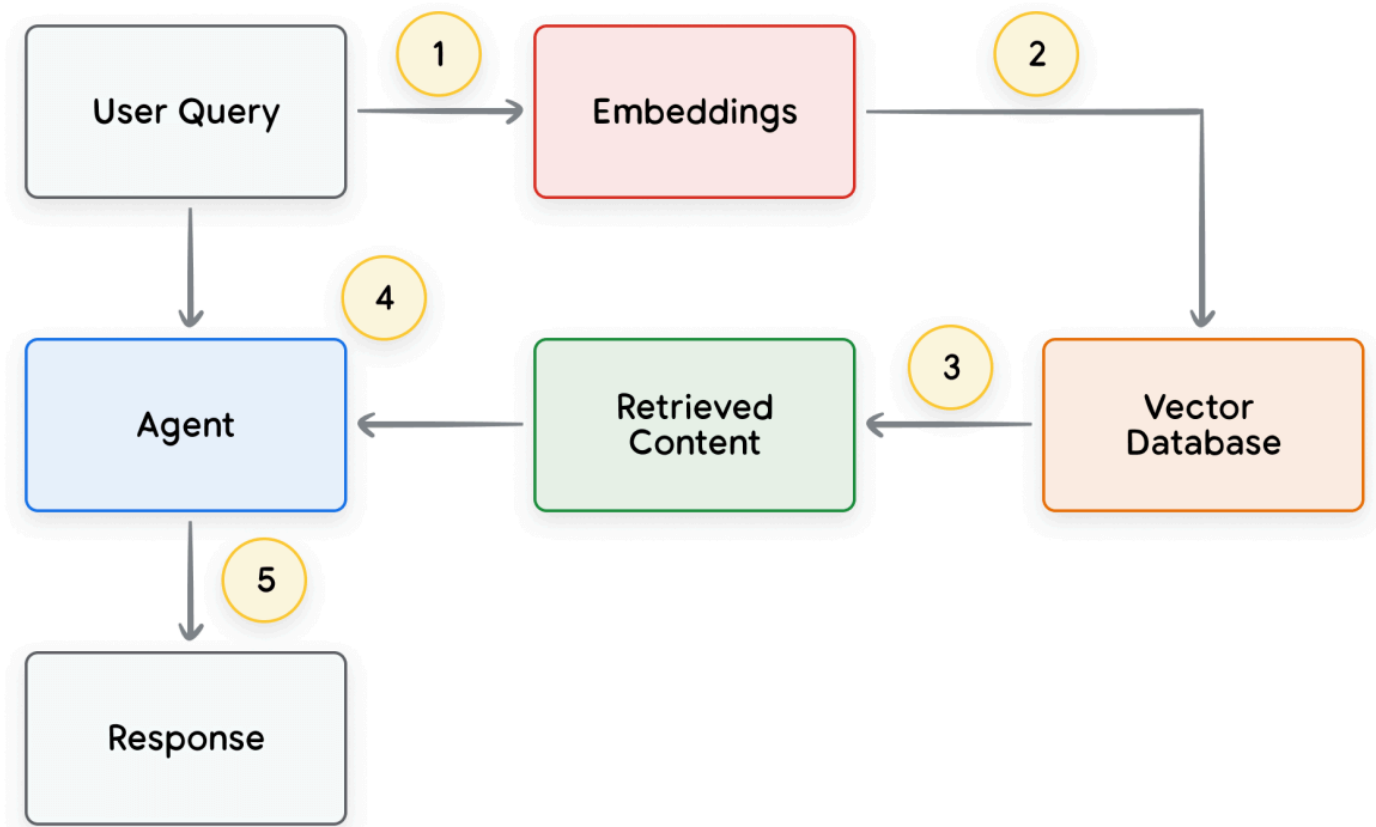 1
2
User Query
Embeddings
4
3
Agent
Retrieved
Content
Vector
Database
5
Response